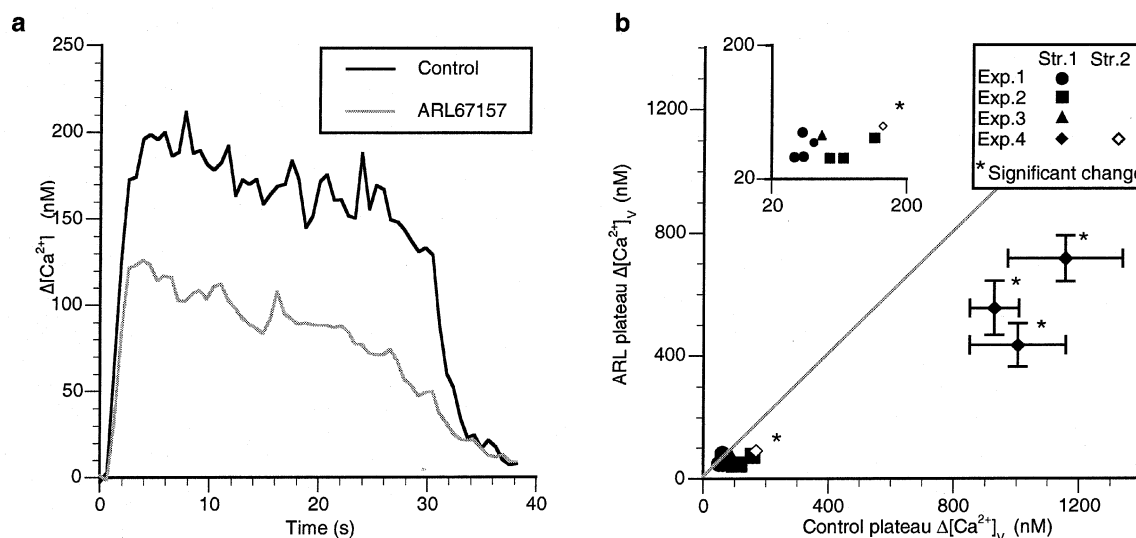 a
250
200
150
100
50
0
Δ[Ca²⁺] (nM)
Control
ARL67157
0 10 20 30 40
Time (s)
b
1200
800
400
0
ARL plateau Δ[Ca²⁺]ᵥ (nM)
200
20
20 200
*
Str.1 Str.2
Exp.1
Exp.2
Exp.3
Exp.4
* Significant change
*
*
*
*
0 400 800 1200
Control plateau Δ[Ca²⁺]ᵥ (nM)